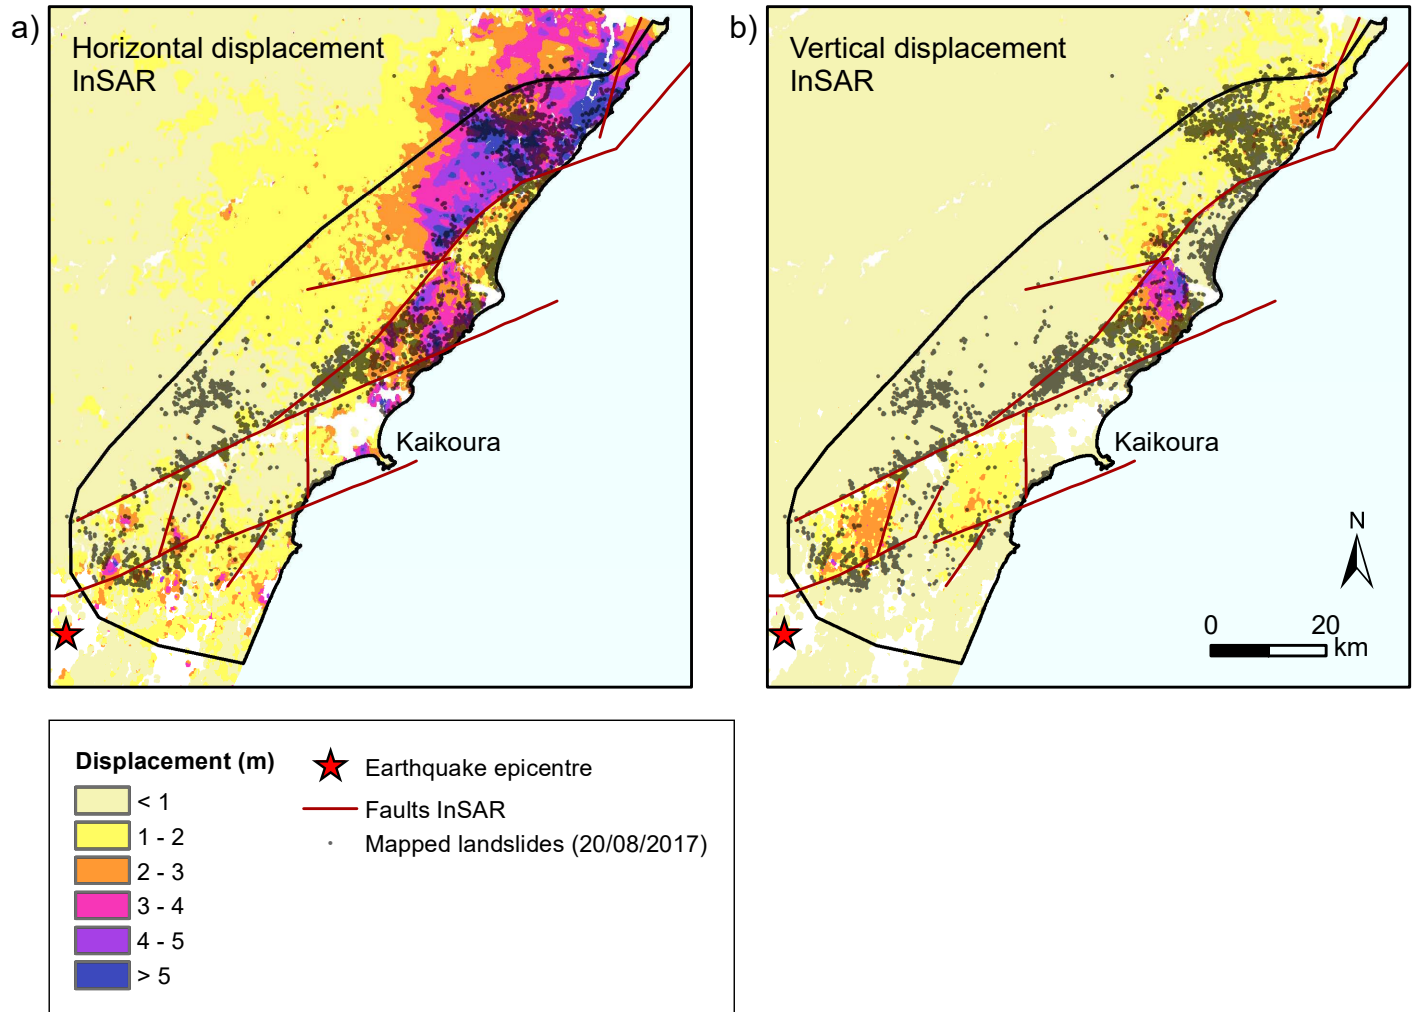 a)
Horizontal displacement
InSAR
Kaikoura
b)
Vertical displacement
InSAR
Kaikoura
N
0 20
km
Displacement (m)
< 1
1 - 2
2 - 3
3 - 4
4 - 5
> 5
Earthquake epicentre
Faults InSAR
Mapped landslides (20/08/2017)